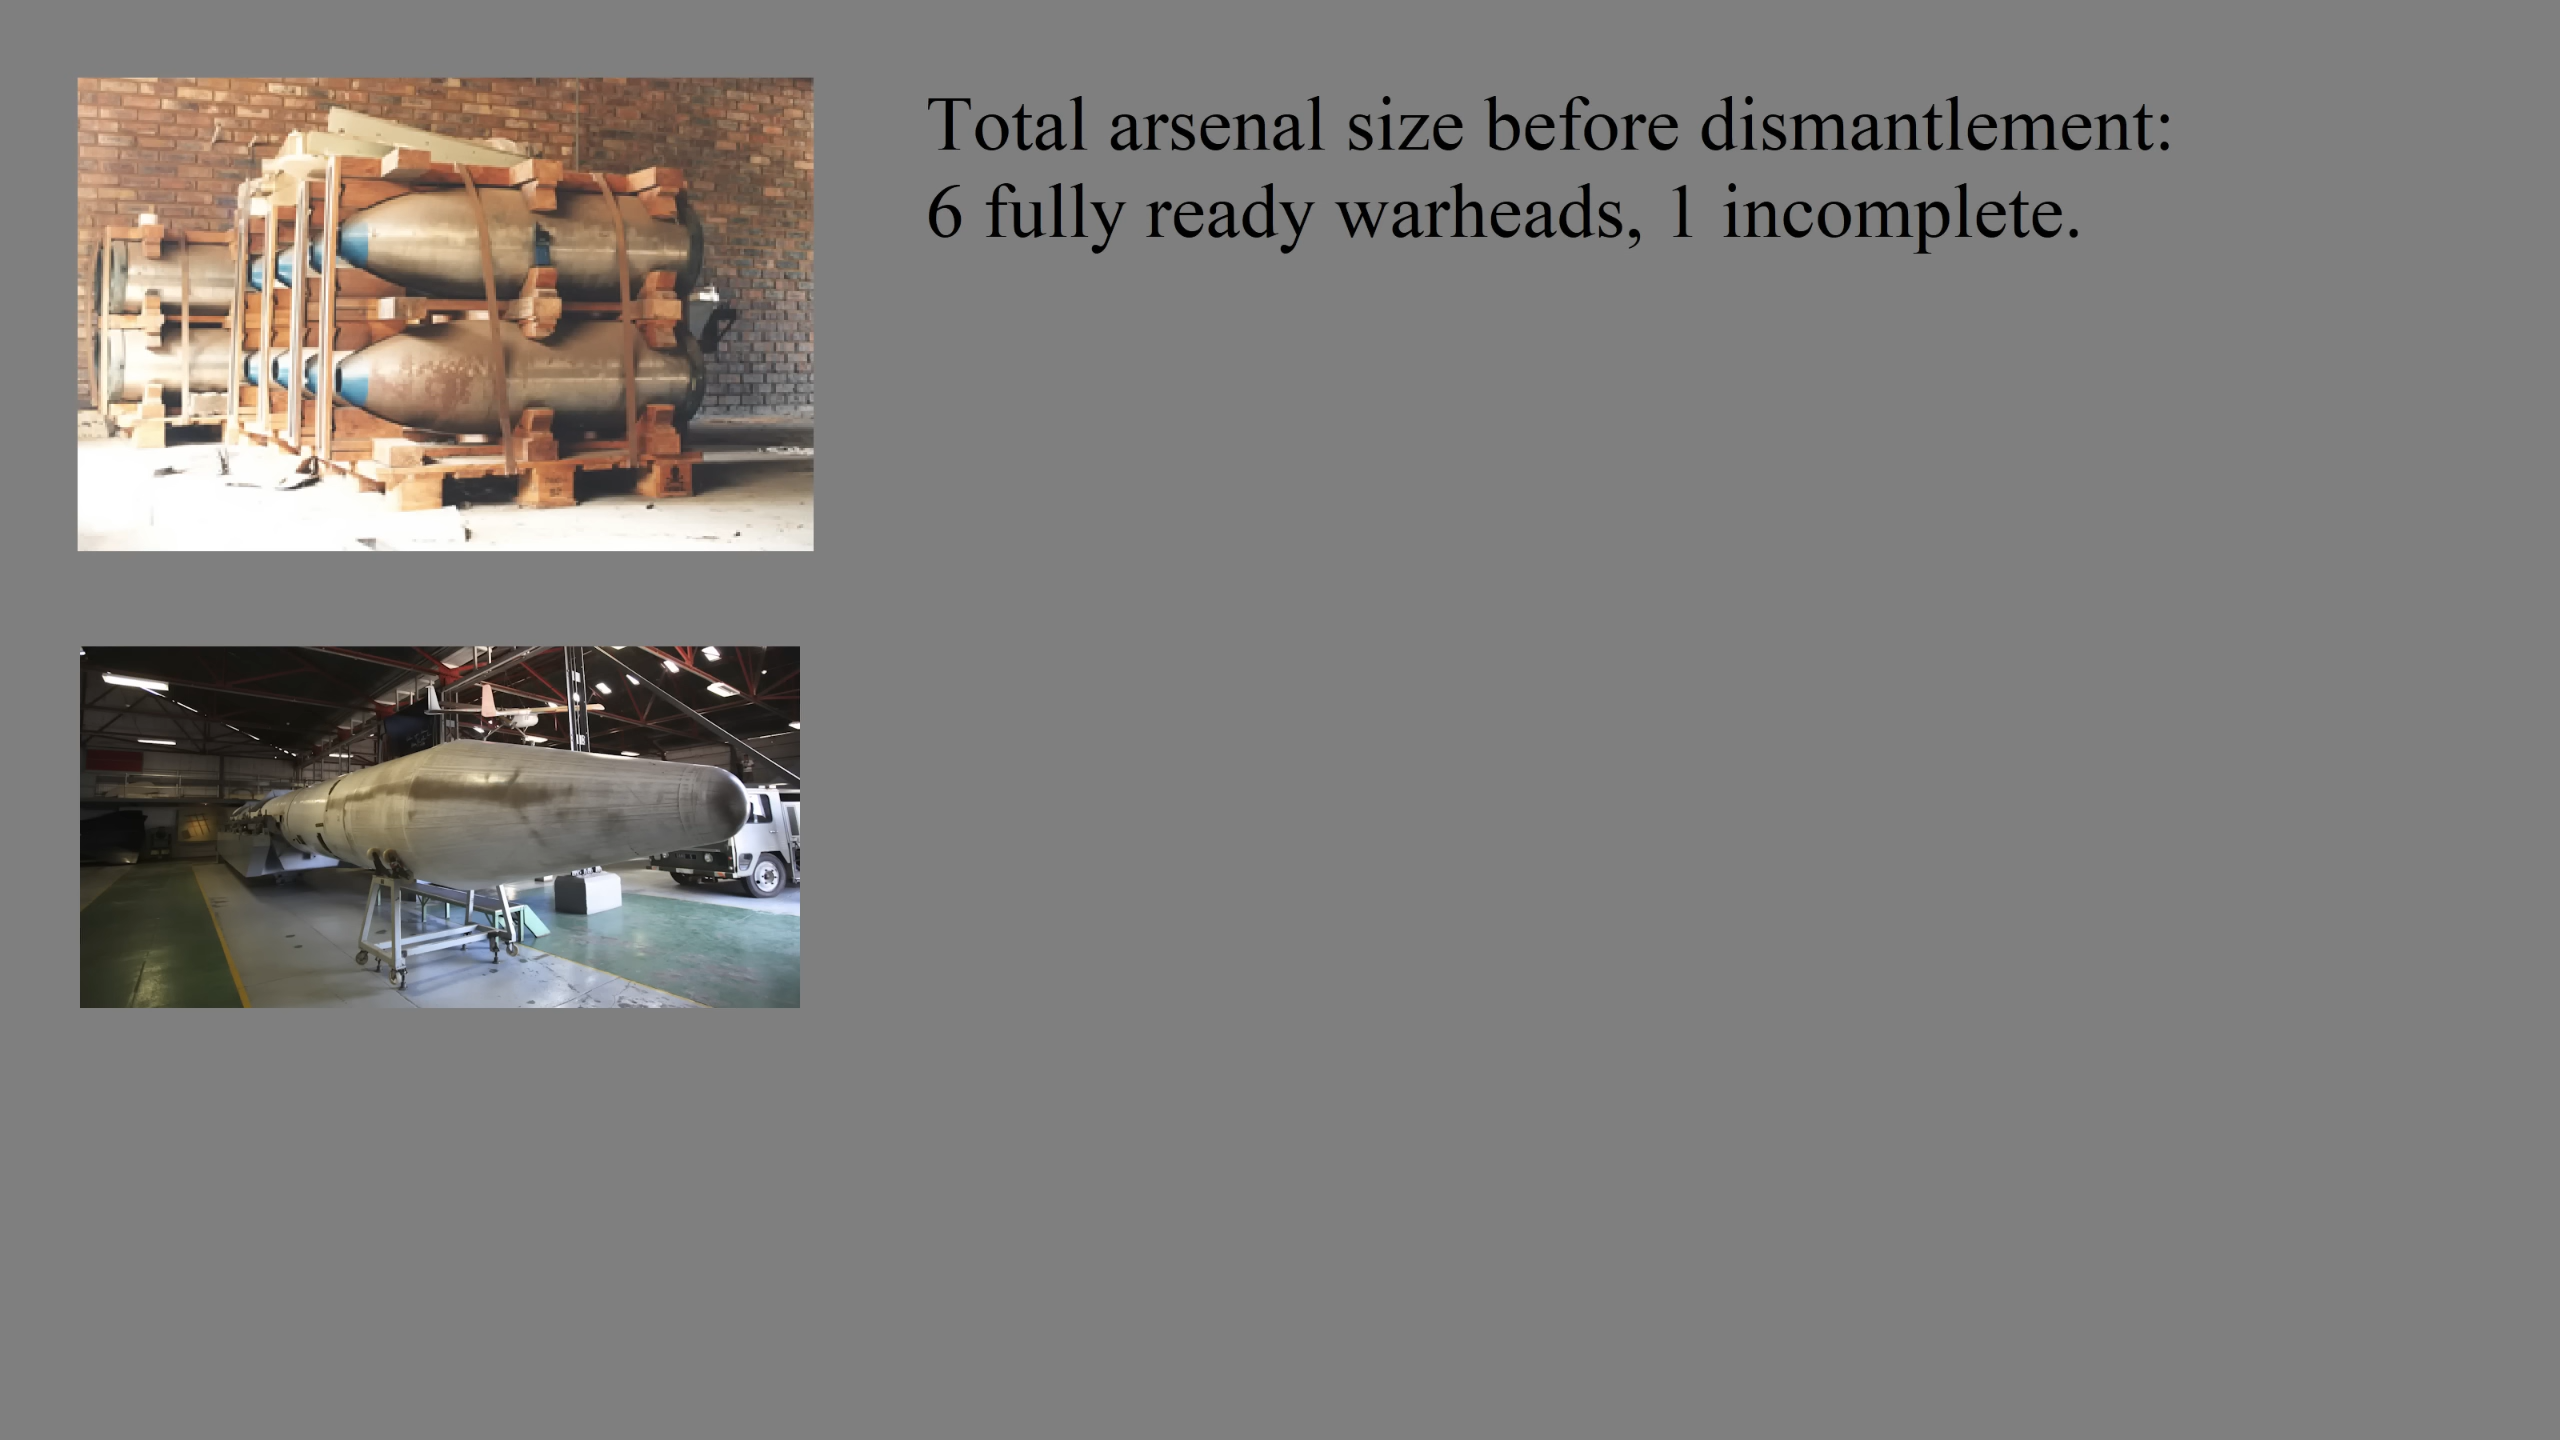 Total arsenal size before dismantlement:
6 fully ready warheads, 1 incomplete.